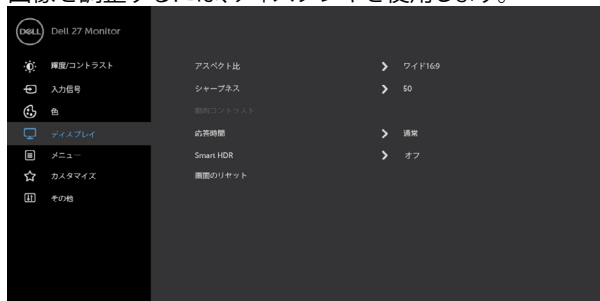 画像を調整するには、ディスプレイを使用します。
DELL Dell 27 Monitor
輝度/コントラスト
入力信号
色
ディスプレイ
メニュー
カスタマイズ
その他
アスペクト比 > ワイド16:9
シャープネス > 50
動的コントラスト
応答時間 > 通常
Smart HDR > オフ
画面のリセット